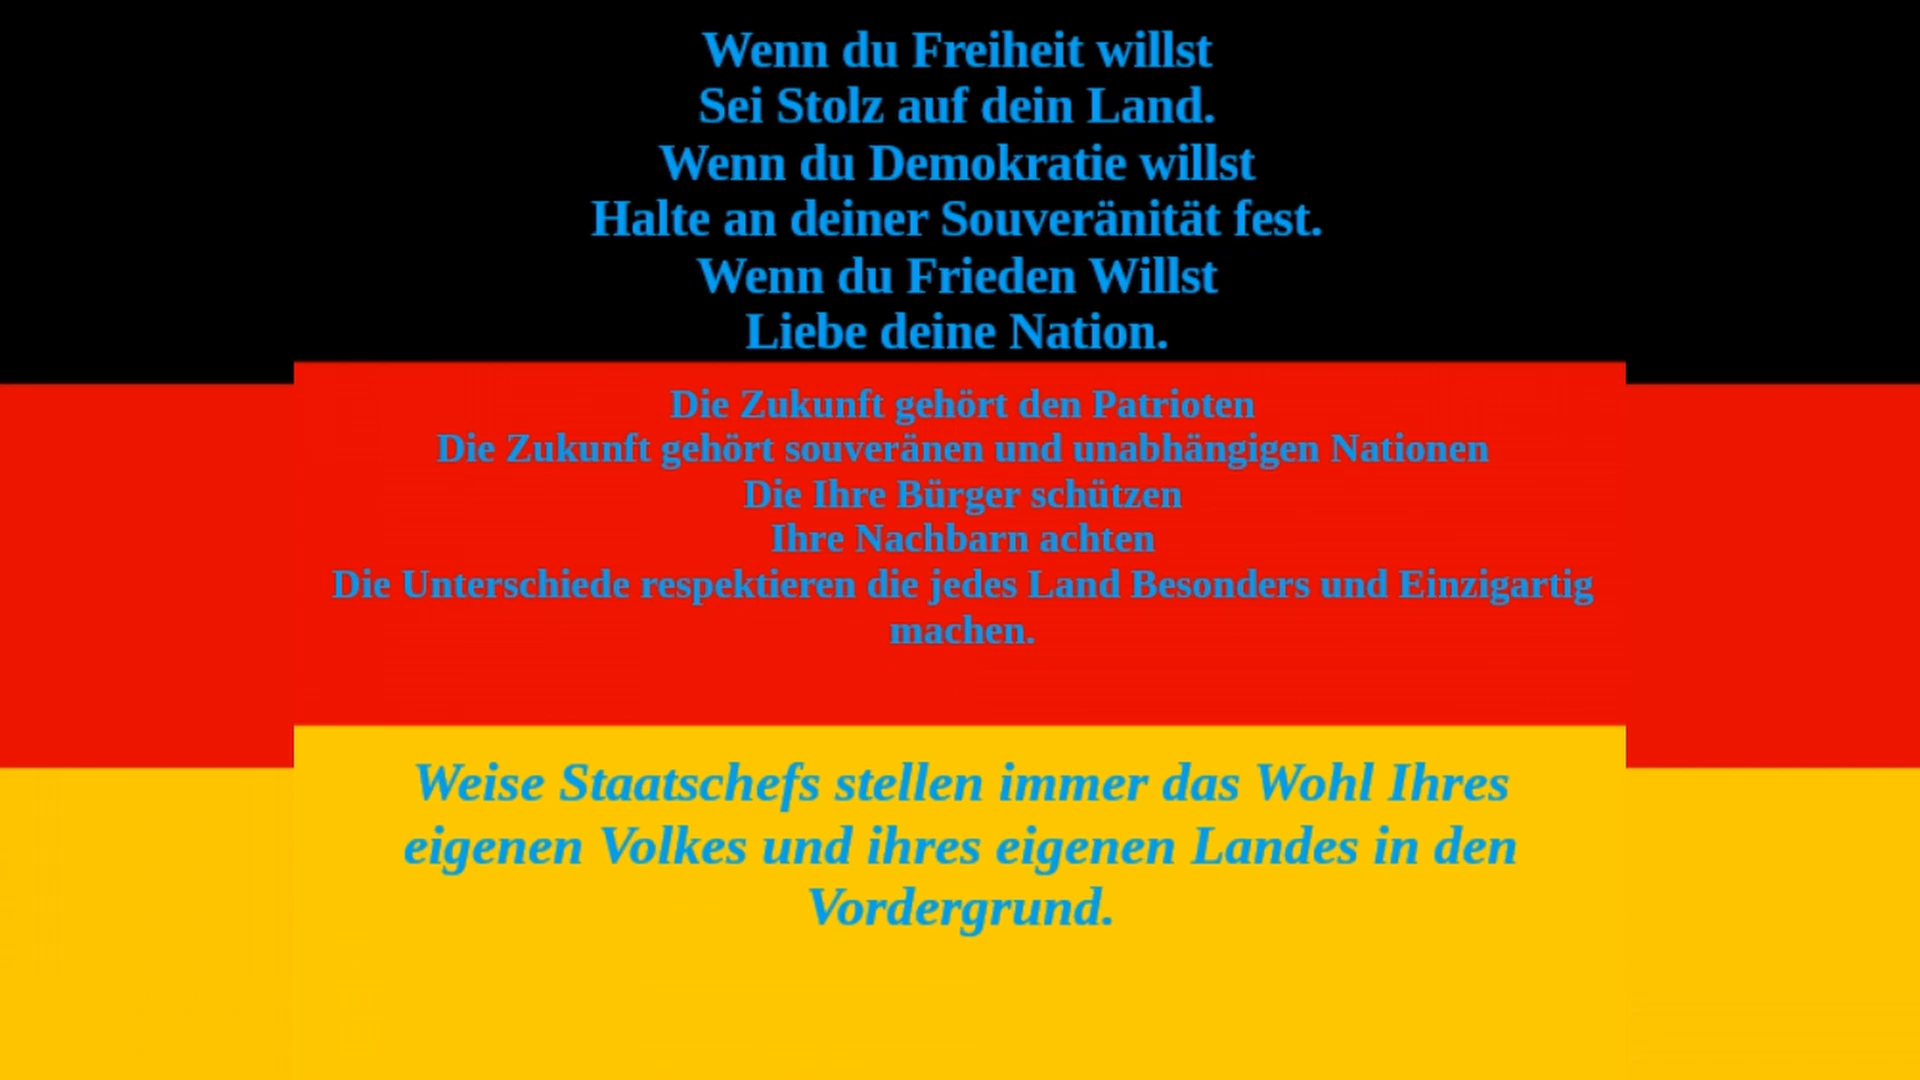 Wenn du Freiheit willst
Sei Stolz auf dein Land.
Wenn du Demokratie willst
Halte an deiner Souveränität fest.
Wenn du Frieden Willst
Liebe deine Nation.
Die Zukunft gehört den Patrioten
Die Zukunft gehört souveränen und unabhängigen Nationen
Die Ihre Bürger schützen
Ihre Nachbarn achten
Die Unterschiede respektieren die jedes Land Besonders und Einzigartig
machen.
Weise Staatschefs stellen immer das Wohl Ihres
eigenen Volkes und ihres eigenen Landes in den
Vordergrund.